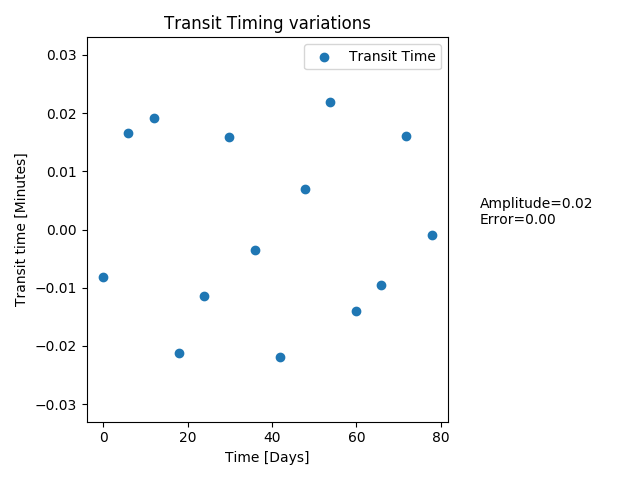 Transit Timing variations
Transit Time
0.03
0.02
0.01
0.00
−0.01
−0.02
−0.03
Transit time [Minutes]
Amplitude=0.02
Error=0.00
0 20 40 60 80
Time [Days]